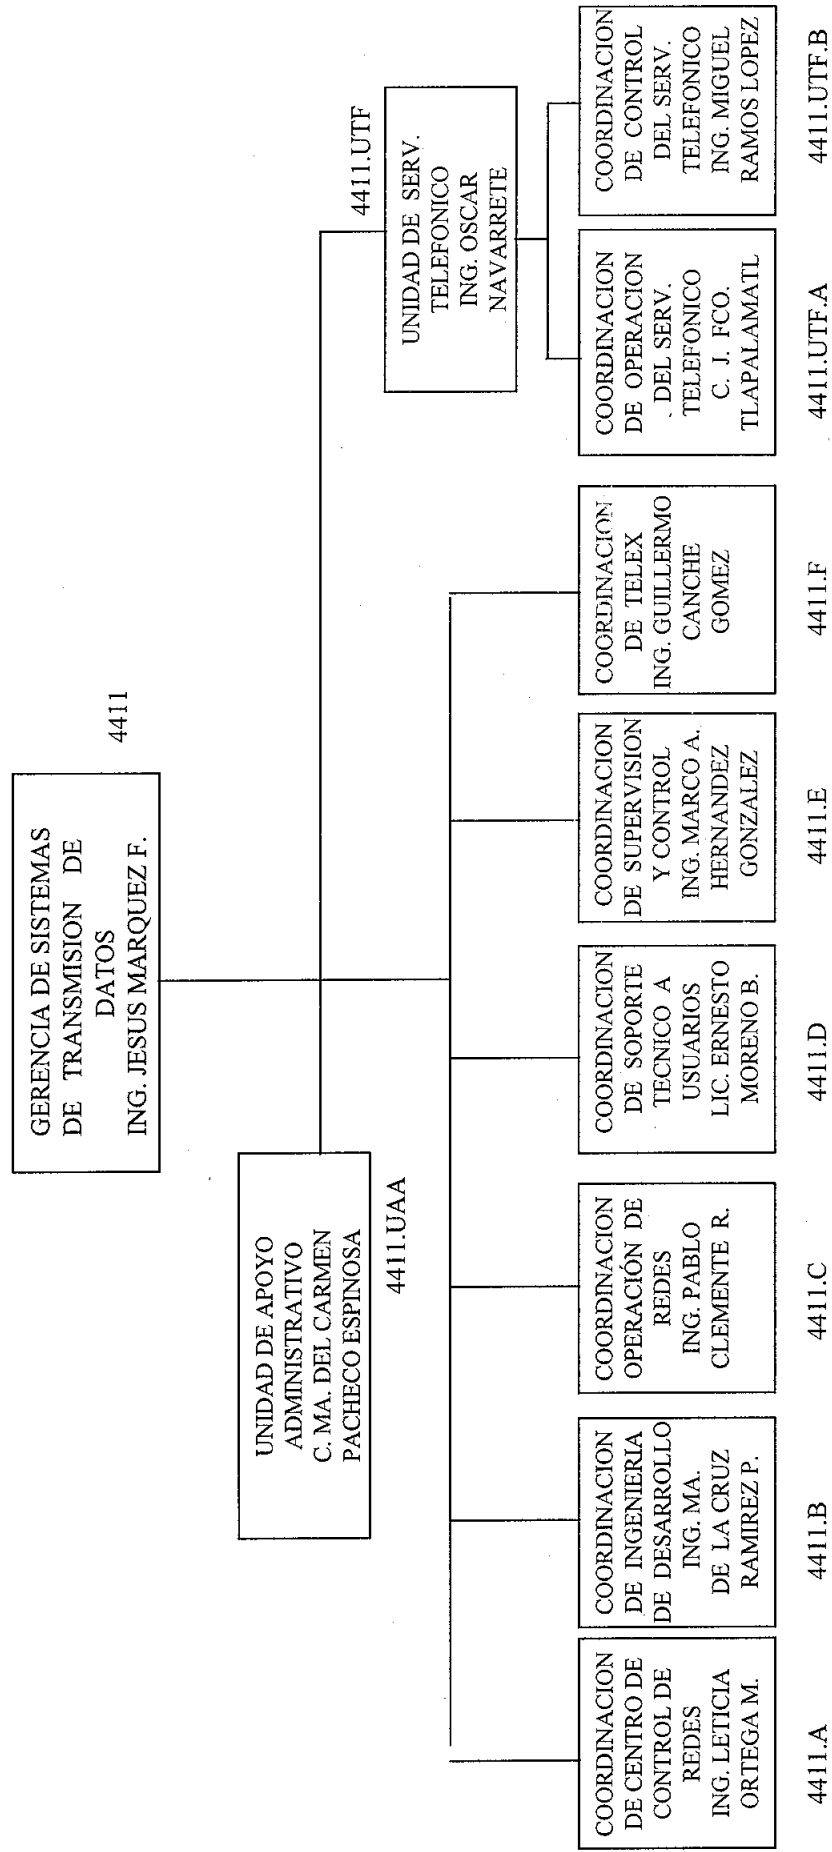 GERENCIA DE SISTEMAS
DE TRANSMISION DE
DATOS
ING. JESUS MARQUEZ F.
4411
UNIDAD DE APOYO
ADMINISTRATIVO
C. MA. DEL CARMEN
PACHECO ESPINOSA
4411.UAA
4411.UTF
UNIDAD DE SERV.
TELEFONICO
ING. OSCAR
NAVARRETE
COORDINACION
DE CENTRO DE
CONTROL DE
REDES
ING. LETICIA
ORTEGA M.
4411.A
COORDINACION
DE INGENIERIA
DE DESARROLLO
ING. MA.
DE LA CRUZ
RAMIREZ P.
4411.B
COORDINACION
OPERACIÓN DE
REDES
ING. PABLO
CLEMENTE R.
4411.C
COORDINACION
DE SOPORTE
TECNICO A
USUARIOS
LIC. ERNESTO
MORENO B.
4411.D
COORDINACION
DE SUPERVISION
Y CONTROL
ING. MARCO A.
HERNANDEZ
GONZALEZ
4411.E
COORDINACION
DE TELEX
ING. GUILLERMO
CANCHE
GOMEZ
4411.F
COORDINACION
DE OPERACION
DEL SERV.
TELEFONICO
C. J. FCO.
TLAPALAMATL
4411.UTF.A
COORDINACION
DE CONTROL
DEL SERV.
TELEFONICO
ING. MIGUEL
RAMOS LOPEZ
4411.UTF.B